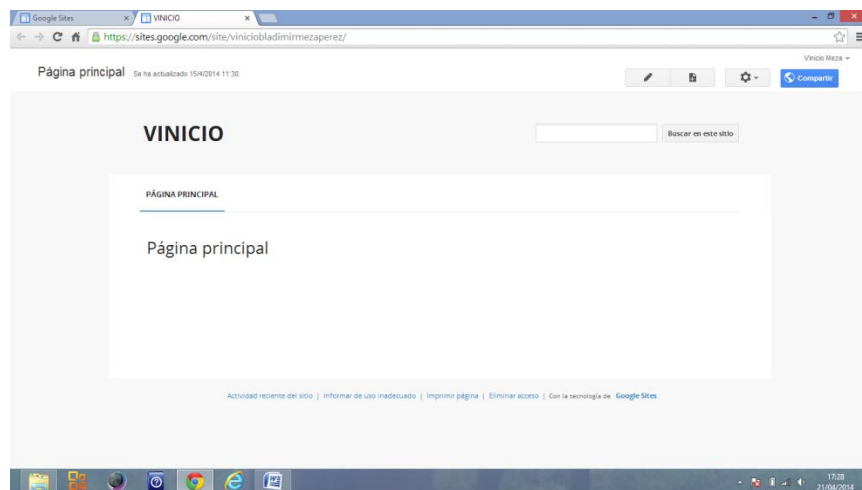 Google Sites
VINICIO
https://sites.google.com/site/viniciobladimirmezaperez/
Vinicio Meza
Página principal Se ha actualizado 15/4/2014 11:30.
Compartir
VINICIO
Buscar en este sitio
PÁGINA PRINCIPAL
Página principal
Actividad reciente del sitio | Informar de uso inadecuado | Imprimir página | Eliminar acceso | Con la tecnología de Google Sites
17:28
21/04/2014